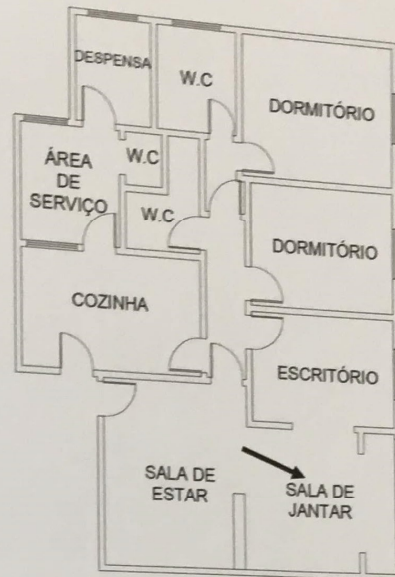 DESPENSA
W.C
DORMITÓRIO
ÁREA
DE
SERVIÇO
W.C
W.C
DORMITÓRIO
COZINHA
ESCRITÓRIO
SALA DE
ESTAR
SALA DE
JANTAR